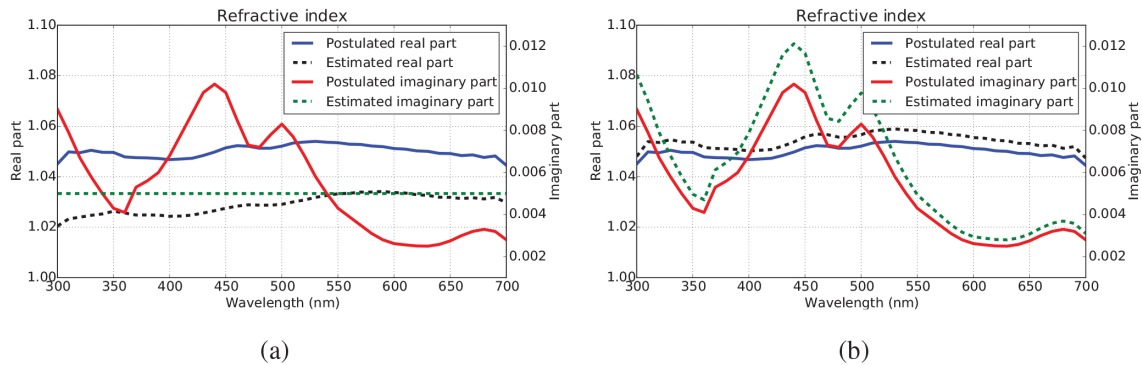 Refractive index
1.10
1.08
1.06
1.04
1.02
1.00
Real part
Postulated real part
Estimated real part
Postulated imaginary part
Estimated imaginary part
0.012
0.010
0.008
0.006
0.004
0.002
Imaginary part
300 350 400 450 500 550 600 650 700
Wavelength (nm)
(a)
Refractive index
1.10
1.08
1.06
1.04
1.02
1.00
Real part
Postulated real part
Estimated real part
Postulated imaginary part
Estimated imaginary part
0.012
0.010
0.008
0.006
0.004
0.002
Imaginary part
300 350 400 450 500 550 600 650 700
Wavelength (nm)
(b)